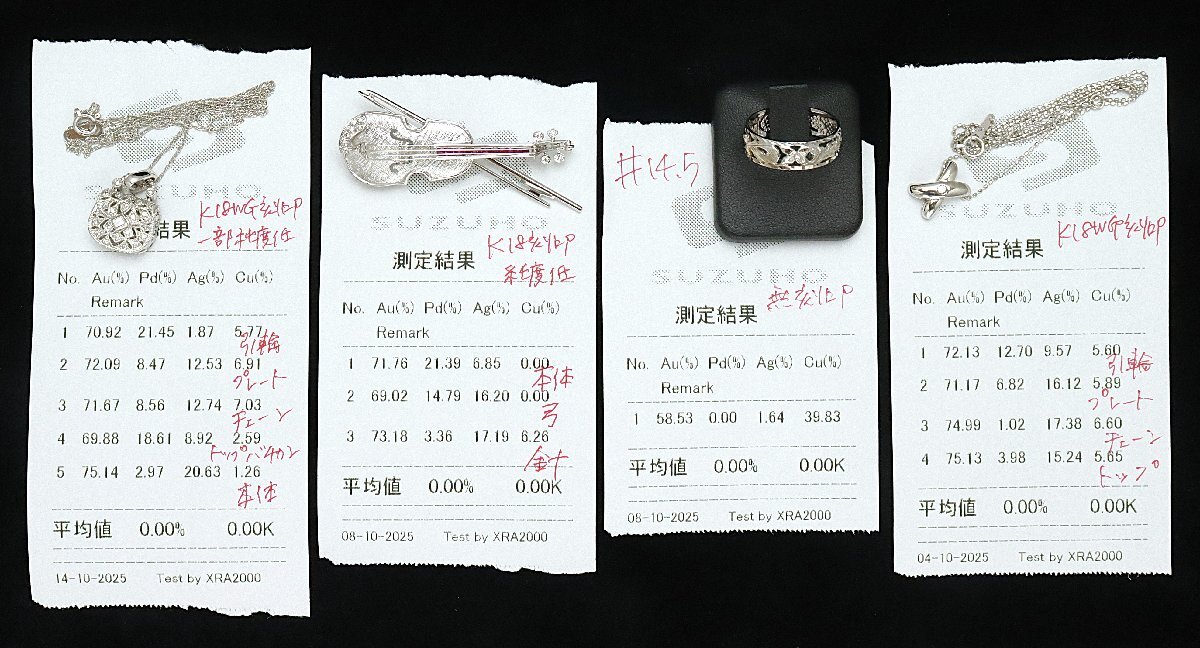 SUZUHO
K18WG刻印
測定結果
一部純度低
No. Au(%) Pd(%) Ag(%) Cu(%)
Remark
1 70.92 21.45 1.87 5.77
引輪
2 72.09 8.47 12.53 6.91
プレート
3 71.67 8.56 12.74 7.03
チェーン
4 69.88 18.61 8.92 2.59
トップバチカン
5 75.14 2.97 20.63 1.26
本体
平均値 0.00% 0.00K
14-10-2025 Test by XRA2000
SUZUHO
K18刻印
測定結果
純度低
No. Au(%) Pd(%) Ag(%) Cu(%)
Remark
1 71.76 21.39 6.85 0.00
本体
2 69.02 14.79 16.20 0.00
弓
3 73.18 3.36 17.19 6.26
針
平均値 0.00% 0.00K
08-10-2025 Test by XRA2000
#14.5
SUZUHO
無刻印
測定結果
No. Au(%) Pd(%) Ag(%) Cu(%)
Remark
1 58.53 0.00 1.64 39.83
平均値 0.00% 0.00K
08-10-2025 Test by XRA2000
SUZUHO
K18WG刻印
測定結果
No. Au(%) Pd(%) Ag(%) Cu(%)
Remark
1 72.13 12.70 9.57 5.60
引輪
2 71.17 6.82 16.12 5.89
プレート
3 74.99 1.02 17.38 6.60
チェーン
4 75.13 3.98 15.24 5.65
トップ
平均値 0.00% 0.00K
04-10-2025 Test by XRA2000